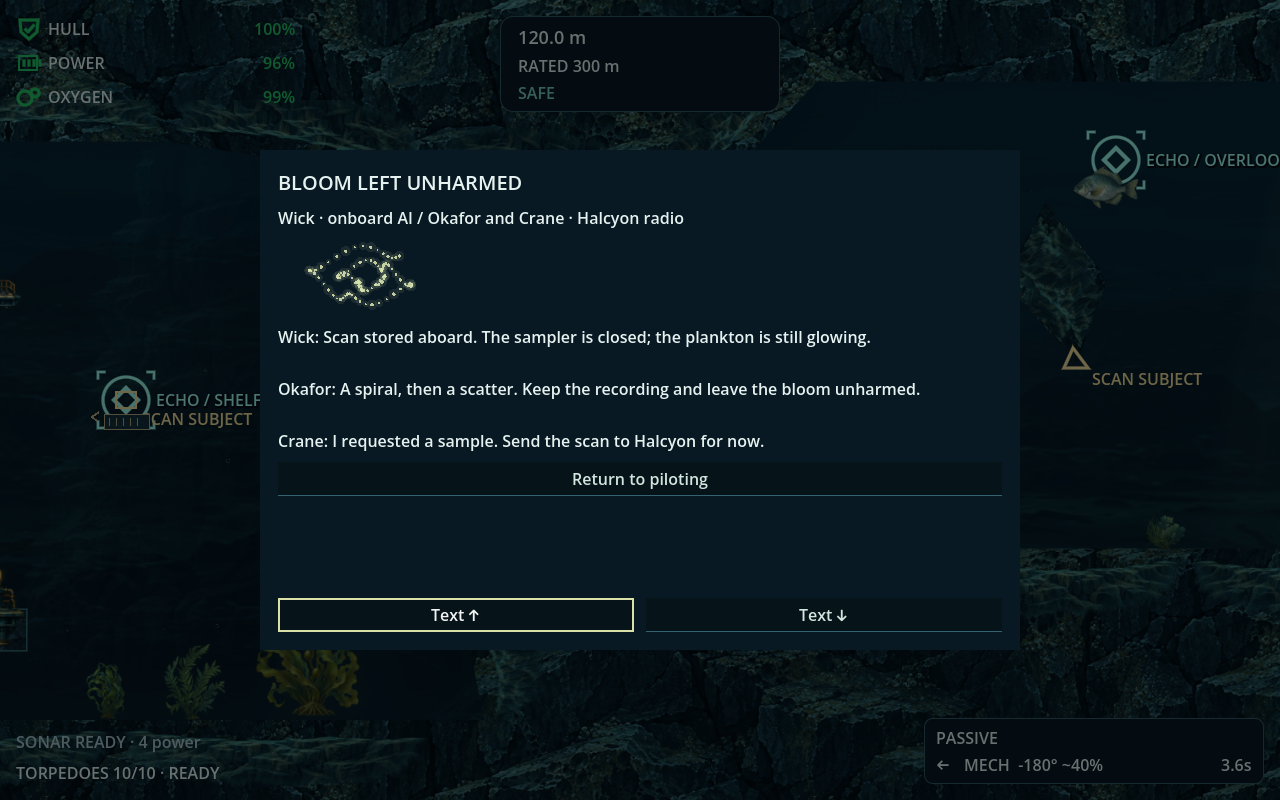 HULL 100%
POWER 96%
OXYGEN 99%
120.0 m
RATED 300 m
SAFE
ECHO / OVERLOO
BLOOM LEFT UNHARMED
Wick · onboard AI / Okafor and Crane · Halcyon radio
Wick: Scan stored aboard. The sampler is closed; the plankton is still glowing.
Okafor: A spiral, then a scatter. Keep the recording and leave the bloom unharmed.
Crane: I requested a sample. Send the scan to Halcyon for now.
Return to piloting
Text ↑
Text ↓
ECHO / SHELF
CAN SUBJECT
SCAN SUBJECT
SONAR READY · 4 power
TORPEDOES 10/10 · READY
PASSIVE
← MECH -180° ~40% 3.6s